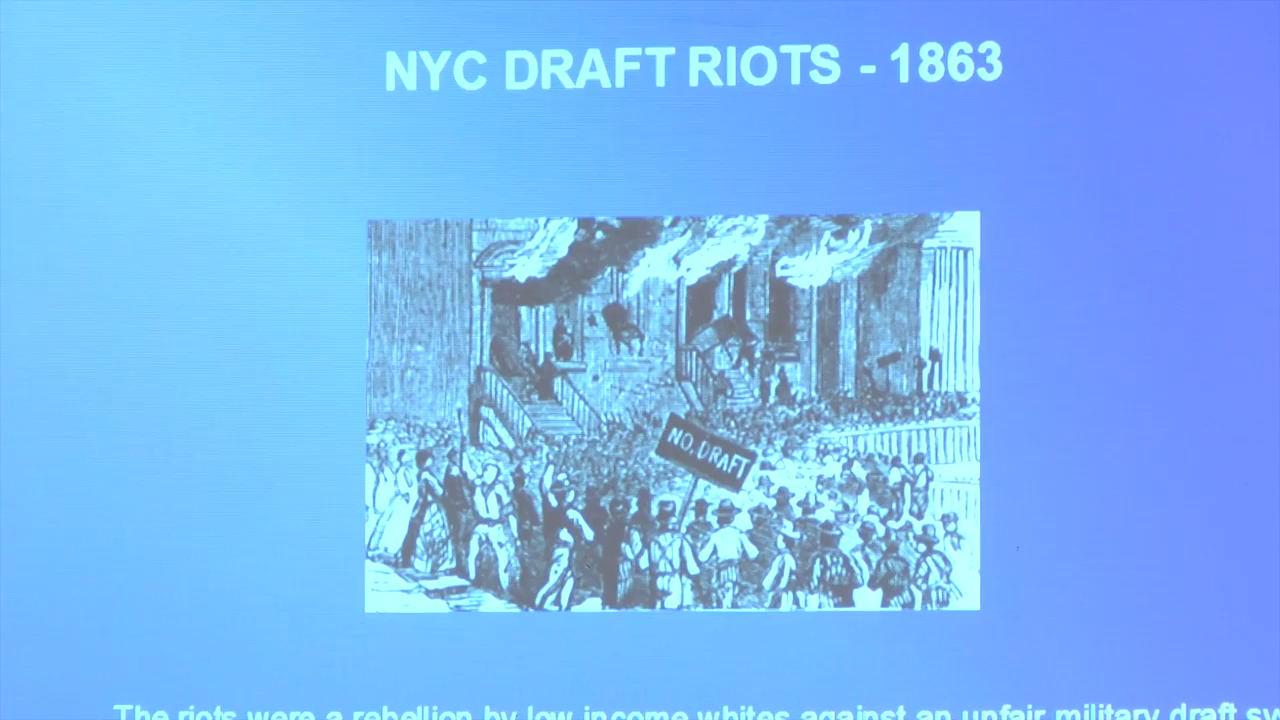 NYC DRAFT RIOTS - 1863
NO DRAFT
The riots were a rebellion by low income whites against an unfair military draft